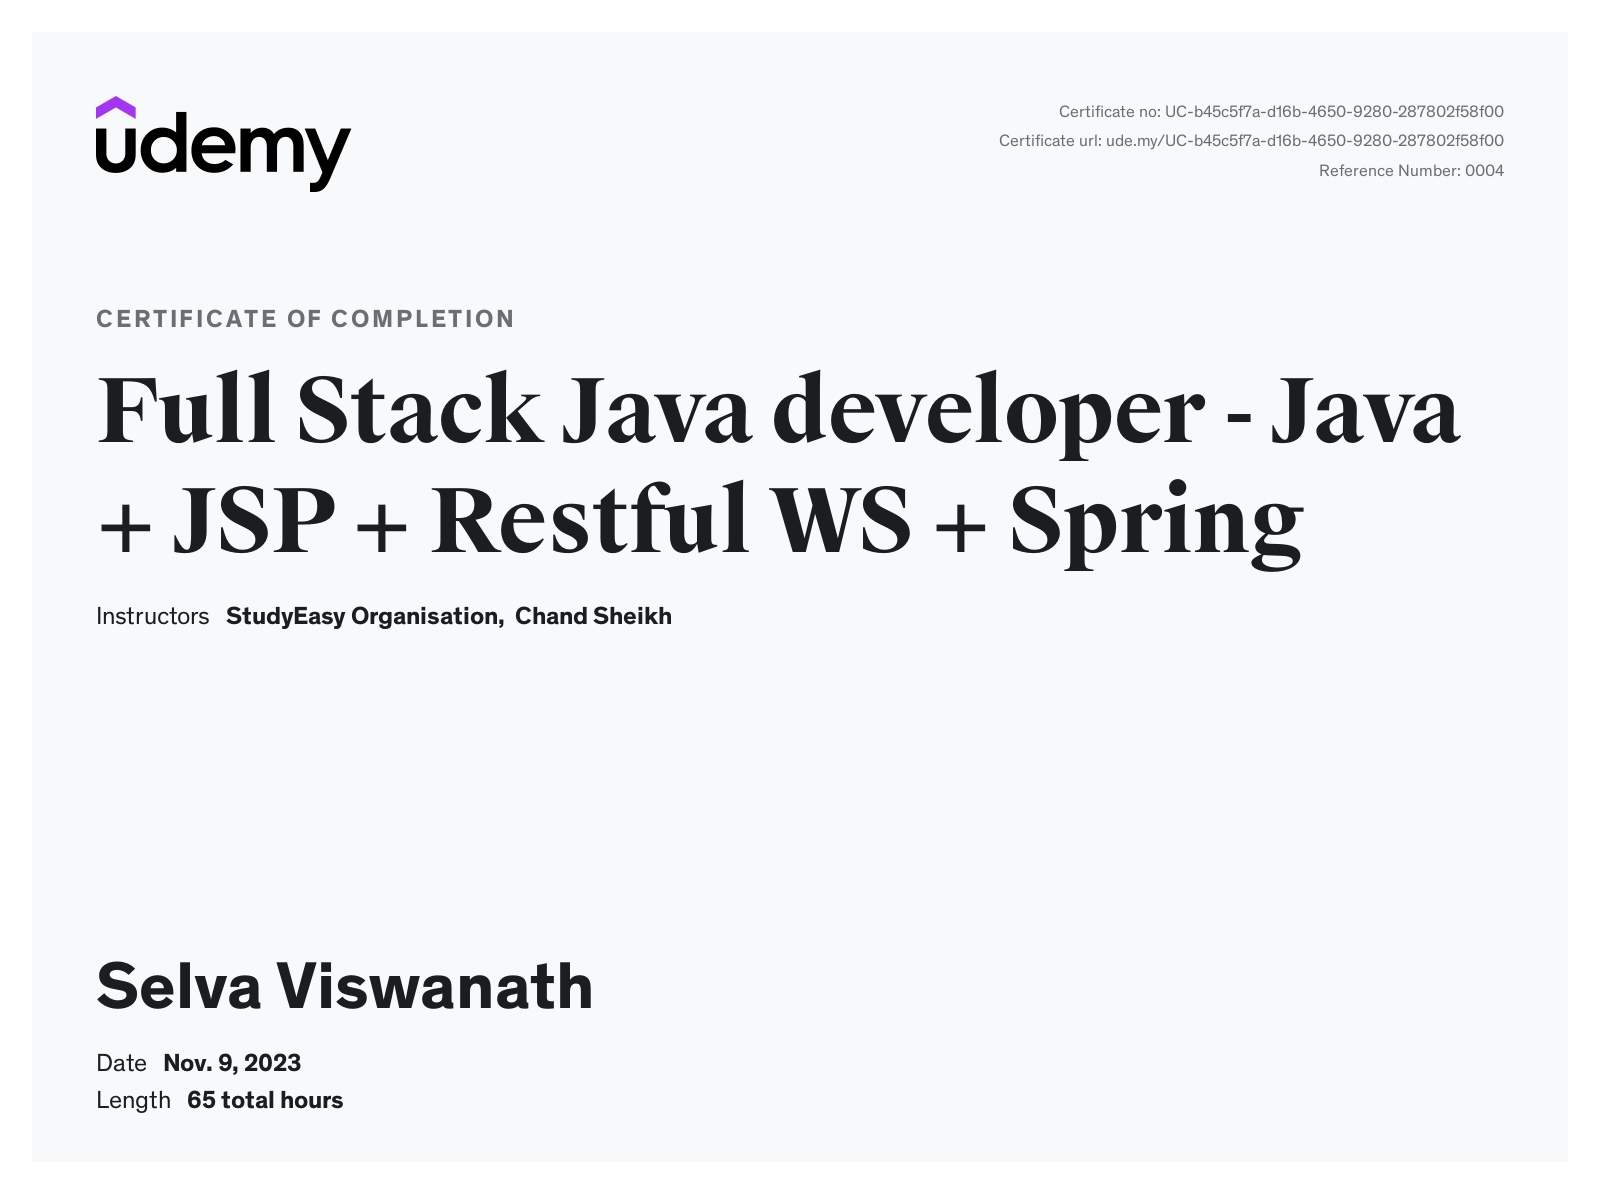 udemy
Certificate no: UC-b45c5f7a-d16b-4650-9280-287802f58f00
Certificate url: ude.my/UC-b45c5f7a-d16b-4650-9280-287802f58f00
Reference Number: 0004
CERTIFICATE OF COMPLETION
Full Stack Java developer - Java
+ JSP + Restful WS + Spring
Instructors StudyEasy Organisation, Chand Sheikh
Selva Viswanath
Date Nov. 9, 2023
Length 65 total hours